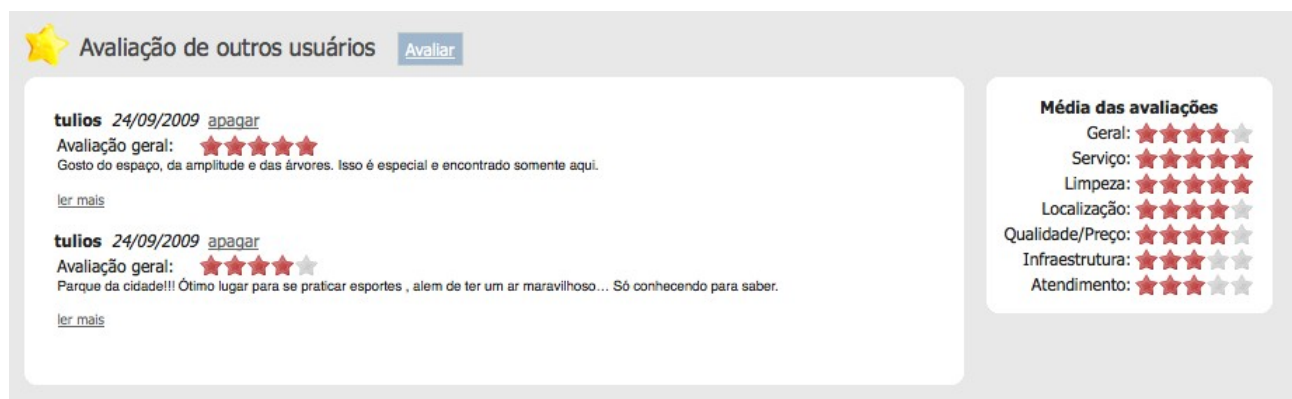 Avaliação de outros usuários Avaliar
tulios 24/09/2009 apagar
Avaliação geral:
Gosto do espaço, da amplitude e das árvores. Isso é especial e encontrado somente aqui.
ler mais
tulios 24/09/2009 apagar
Avaliação geral:
Parque da cidade!!! Ótimo lugar para se praticar esportes , alem de ter um ar maravilhoso... Só conhecendo para saber.
ler mais
Média das avaliações
Geral:
Serviço:
Limpeza:
Localização:
Qualidade/Preço:
Infraestrutura:
Atendimento: